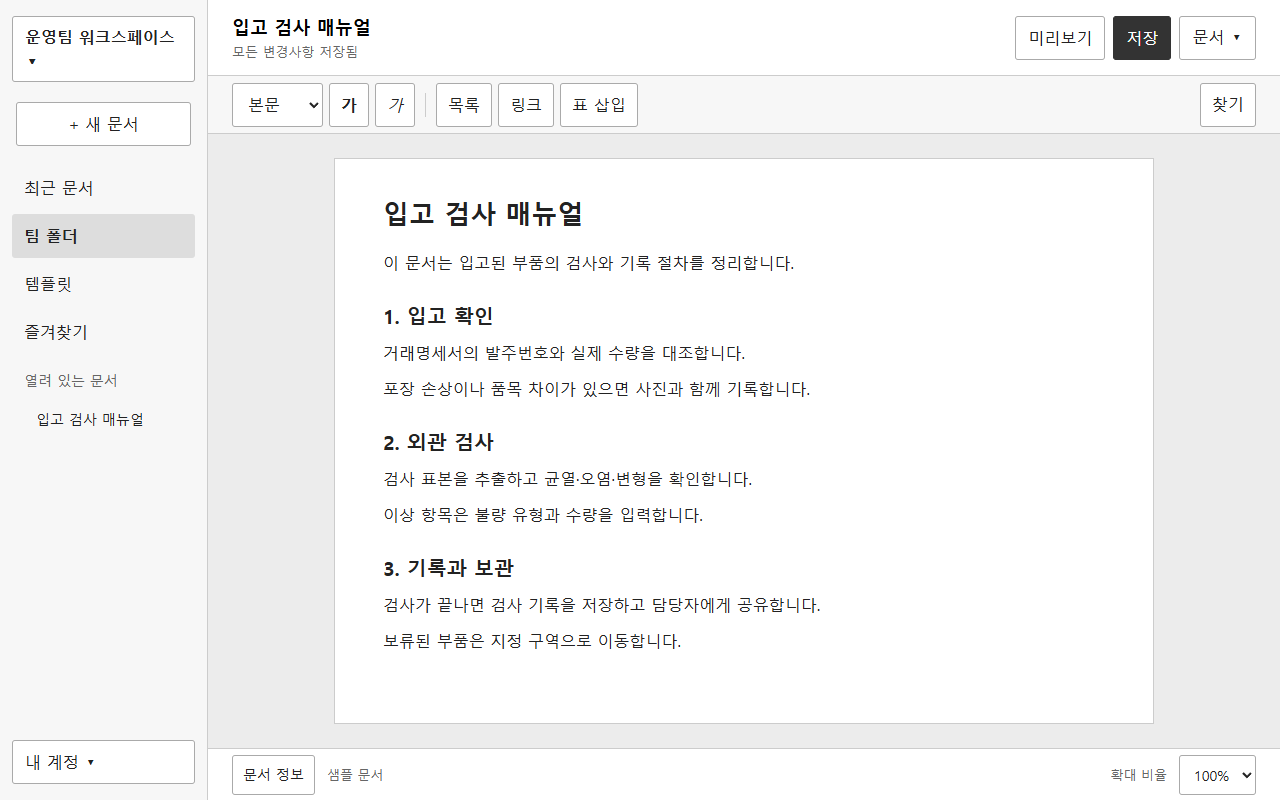 운영팀 워크스페이스
▼
+ 새 문서
최근 문서
팀 폴더
템플릿
즐겨찾기
열려 있는 문서
입고 검사 매뉴얼
내 계정 ▼
입고 검사 매뉴얼
모든 변경사항 저장됨
미리보기
저장
문서 ▼
본문
가
가
목록
링크
표 삽입
찾기
입고 검사 매뉴얼
이 문서는 입고된 부품의 검사와 기록 절차를 정리합니다.
1. 입고 확인
거래명세서의 발주번호와 실제 수량을 대조합니다.
포장 손상이나 품목 차이가 있으면 사진과 함께 기록합니다.
2. 외관 검사
검사 표본을 추출하고 균열·오염·변형을 확인합니다.
이상 항목은 불량 유형과 수량을 입력합니다.
3. 기록과 보관
검사가 끝나면 검사 기록을 저장하고 담당자에게 공유합니다.
보류된 부품은 지정 구역으로 이동합니다.
문서 정보
샘플 문서
확대 비율
100%